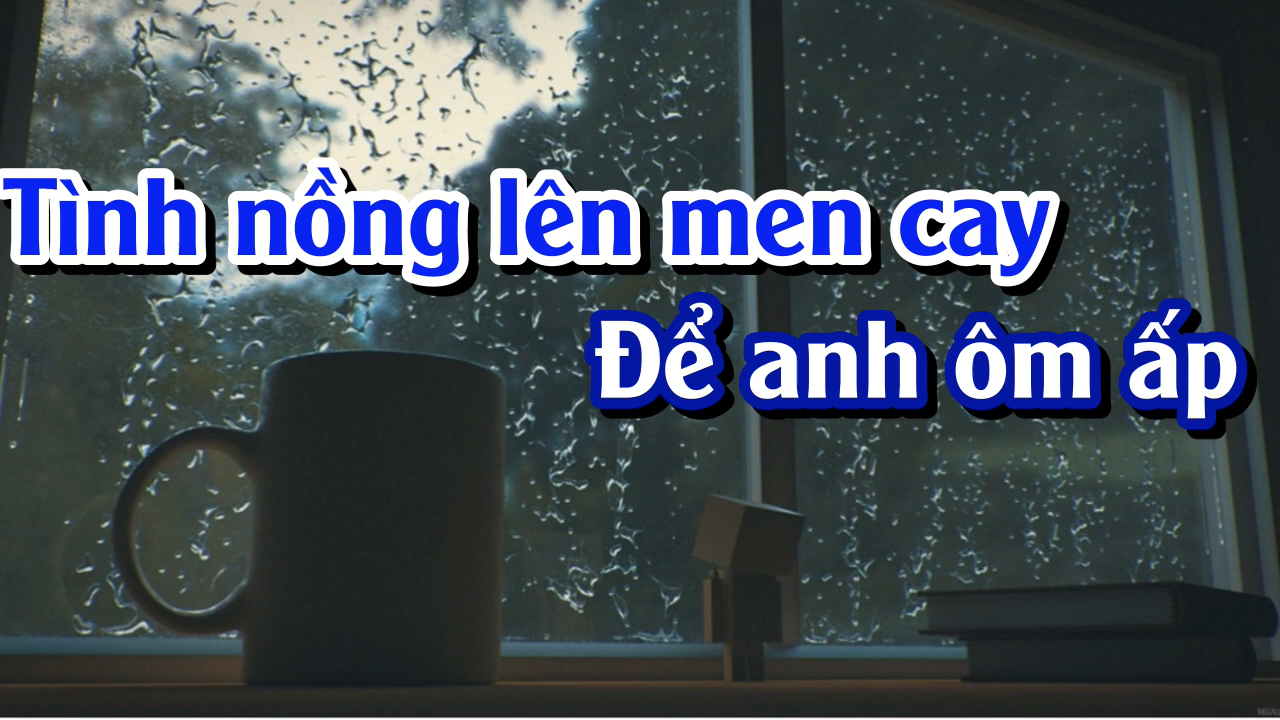 Tình nồng lên men cay
Để anh ôm ấp